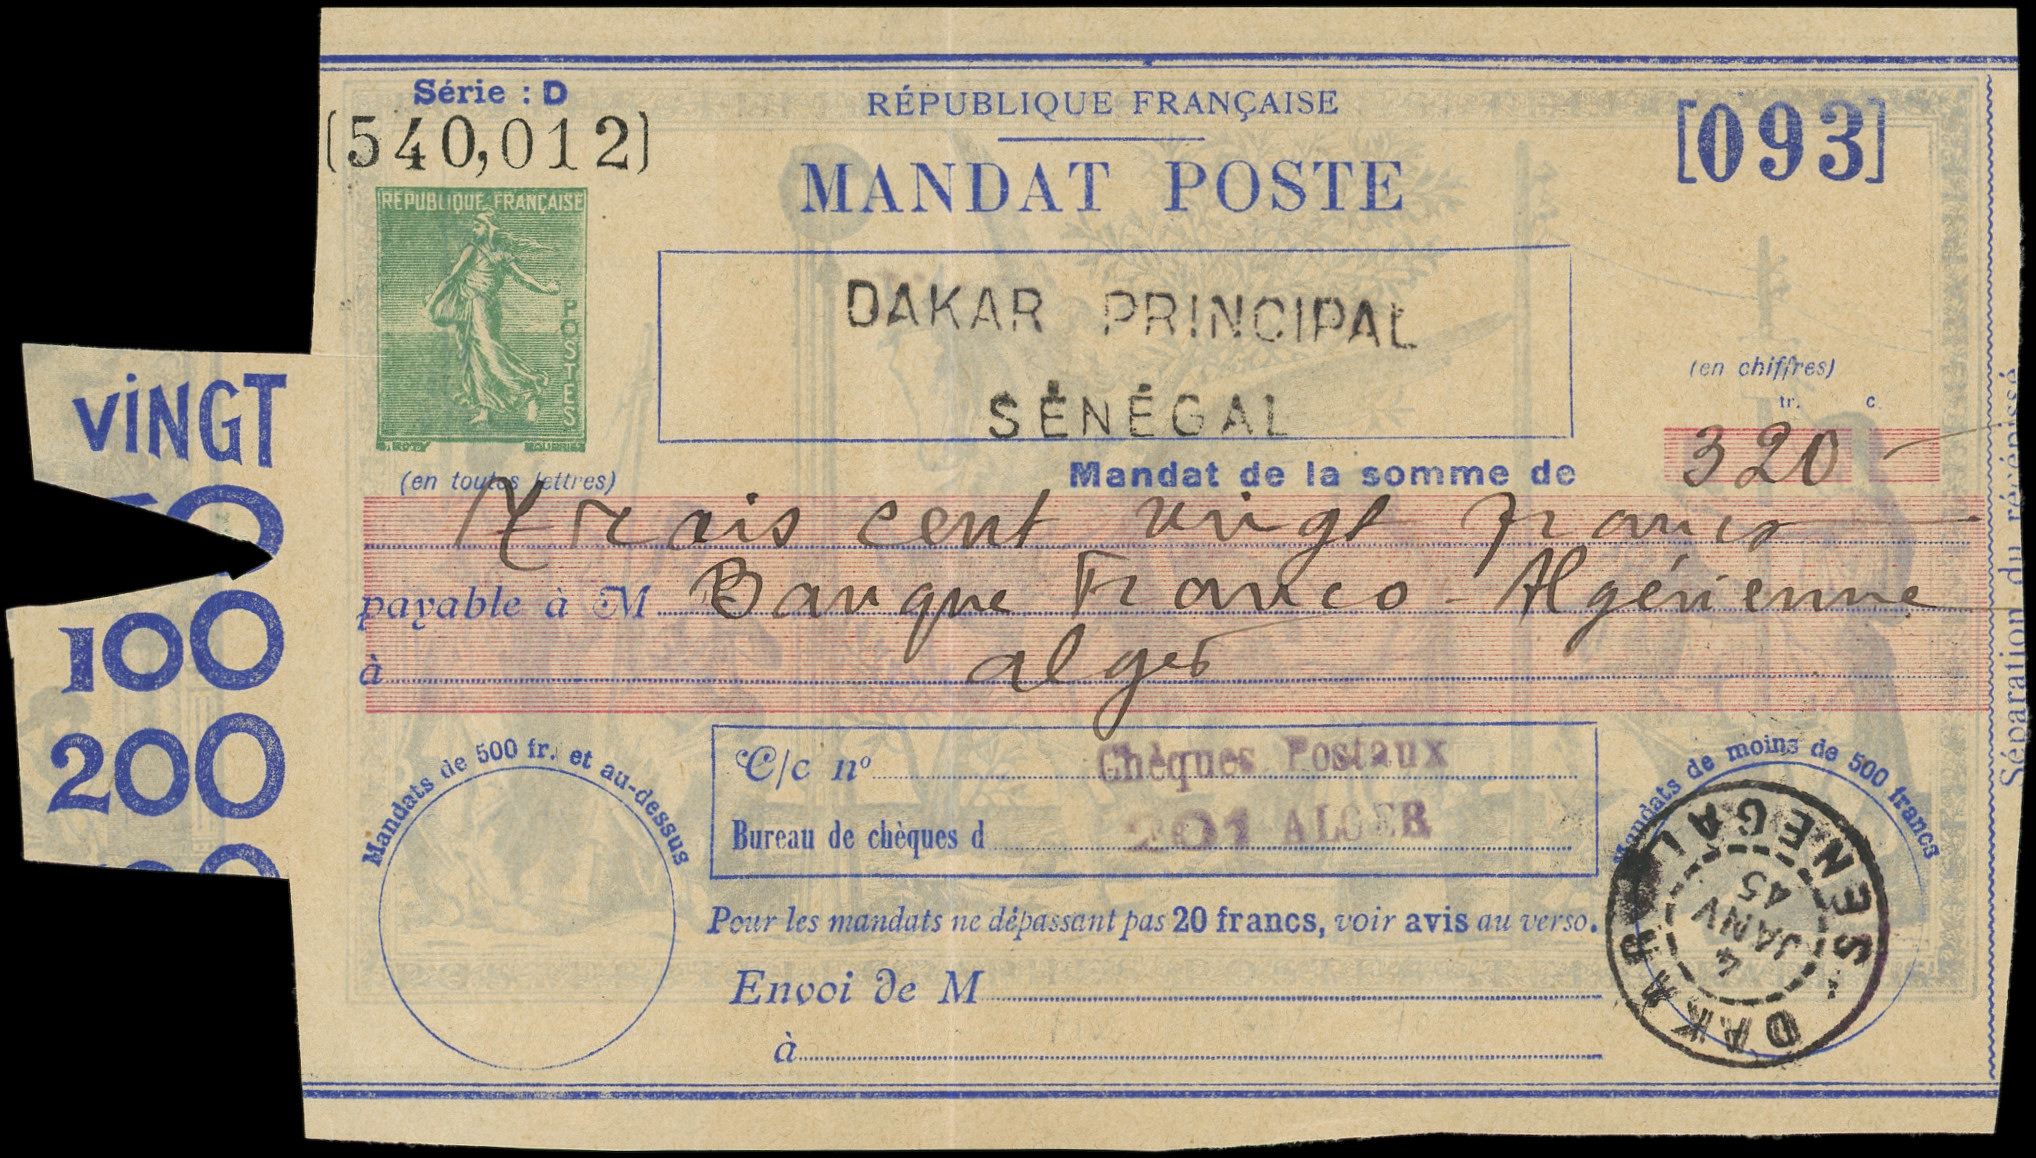 Série : D
(540,012)
RÉPUBLIQUE FRANÇAISE
[093]
MANDAT POSTE
RÉPUBLIQUE FRANÇAISE
POSTES
DAKAR PRINCIPAL
SÉNÉGAL
(en chiffres)
fr. c.
VINGT
(en toutes lettres)
Mandat de la somme de
320 -
trois cent vingt francs
payable à M Banque Franco-Algérienne
à alger
100
200
Mandats de 500 fr. et au-dessus
C/c nº Chèques Postaux
Bureau de chèques d 201 ALGER
Mandats de moins de 500 francs
DAKAR SENEGAL
4
JANV
45
Pour les mandats ne dépassant pas 20 francs, voir avis au verso.
Envoi de M
à
Séparation du récépissé